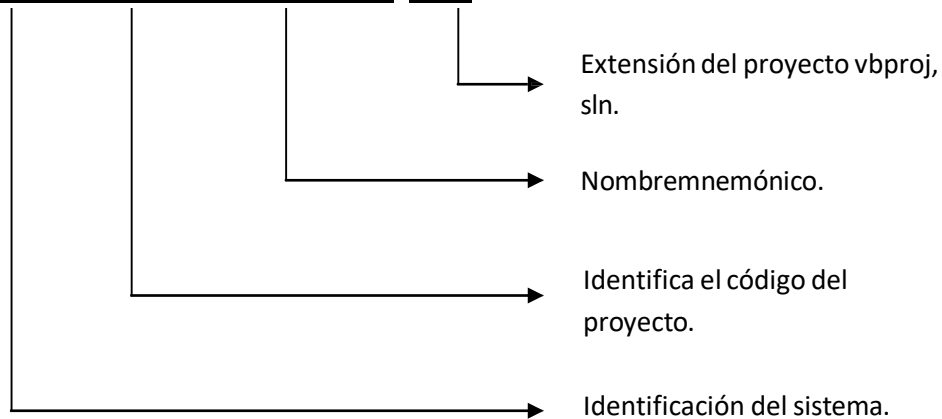 Extensión del proyecto vbproj,
sln.
Nombremnemónico.
Identifica el código del
proyecto.
Identificación del sistema.